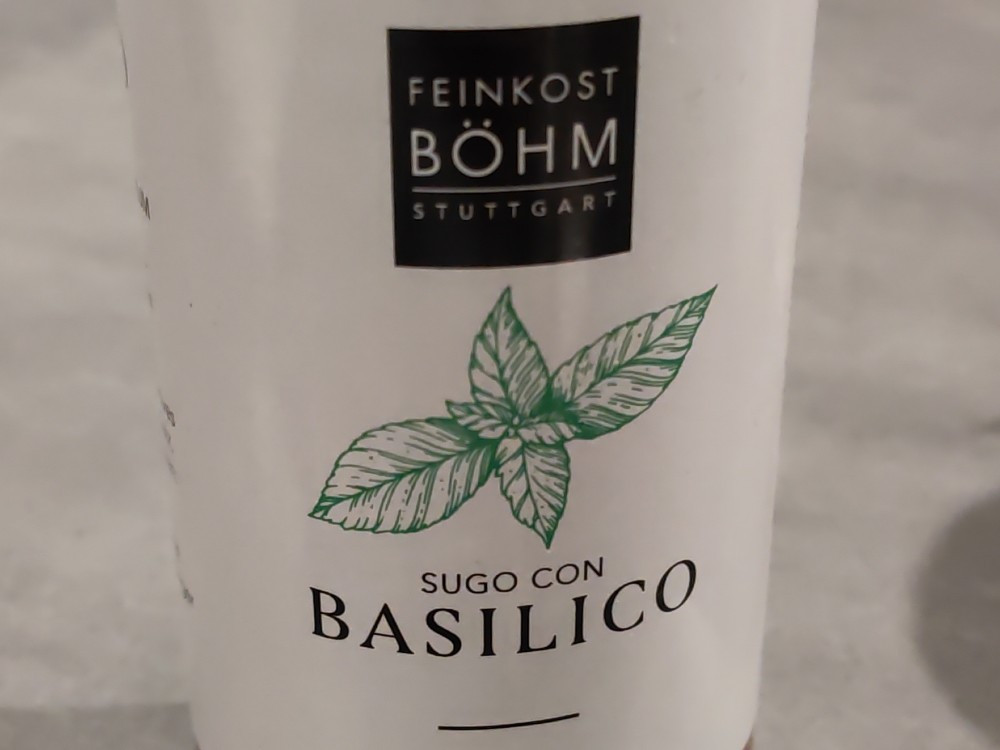 FEINKOST
BÖHM
STUTTGART
SUGO CON
BASILICO